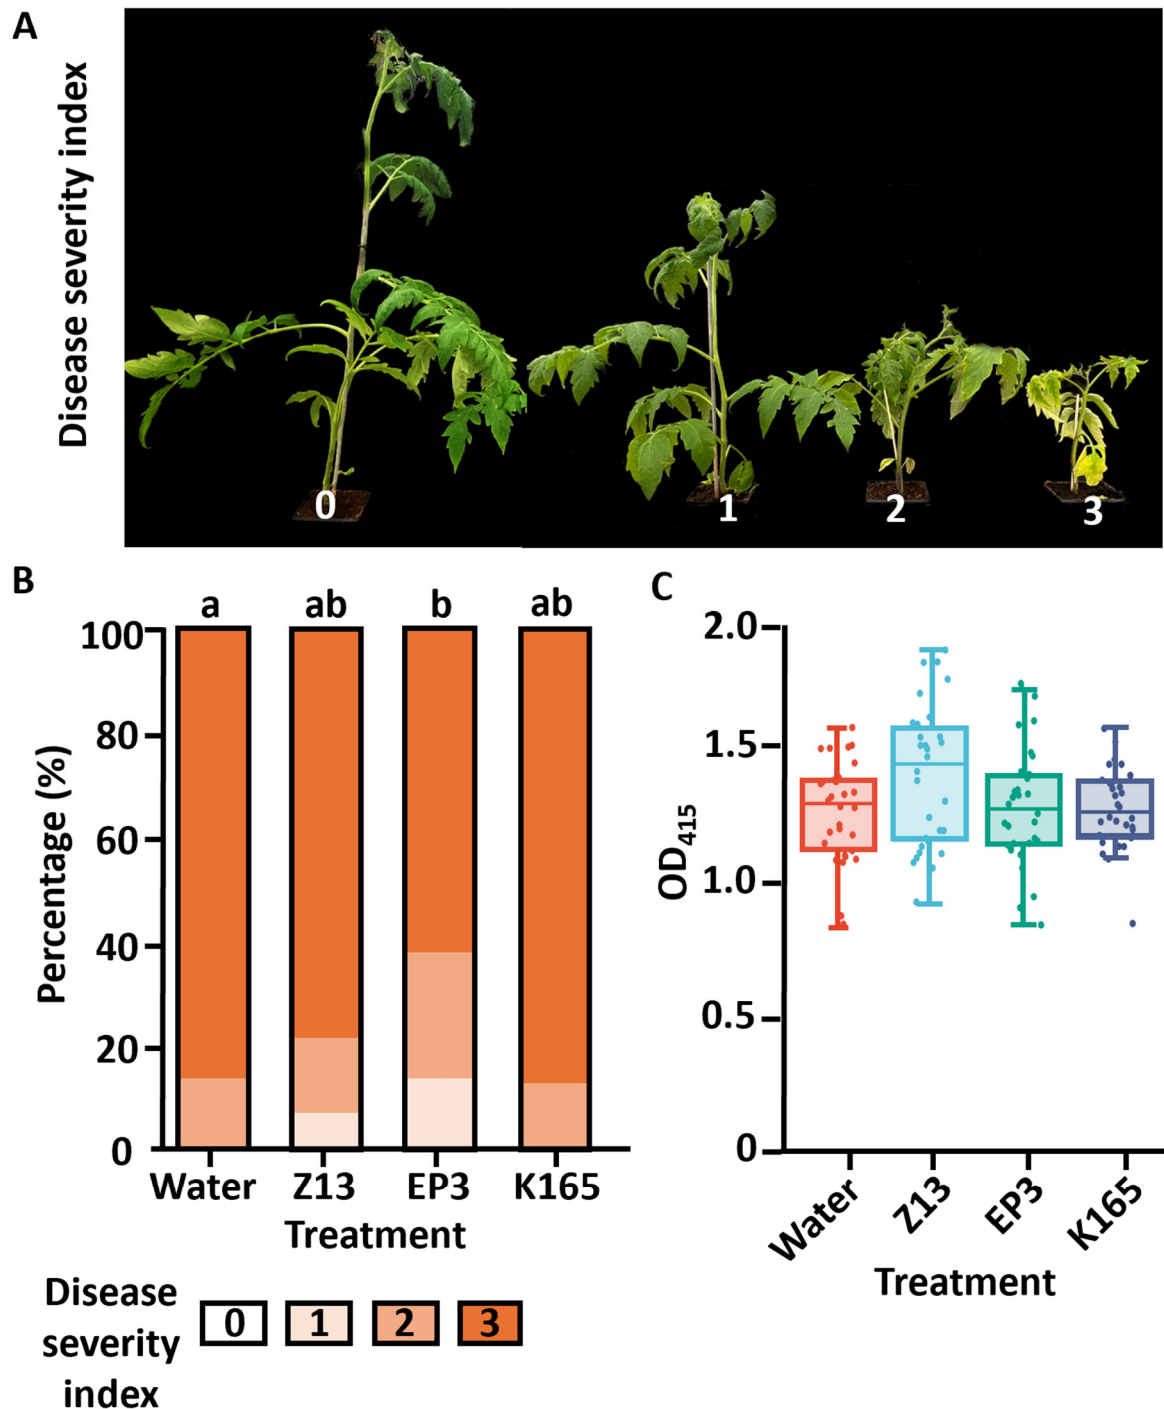 A
Disease severity index
0
1
2
3
B
a
ab
b
ab
100
80
60
40
20
0
Percentage (%)
Water
Z13
EP3
K165
Treatment
Disease
severity
index
0
1
2
3
C
2.0
1.5
1.0
0.5
0
OD415
Water
Z13
EP3
K165
Treatment